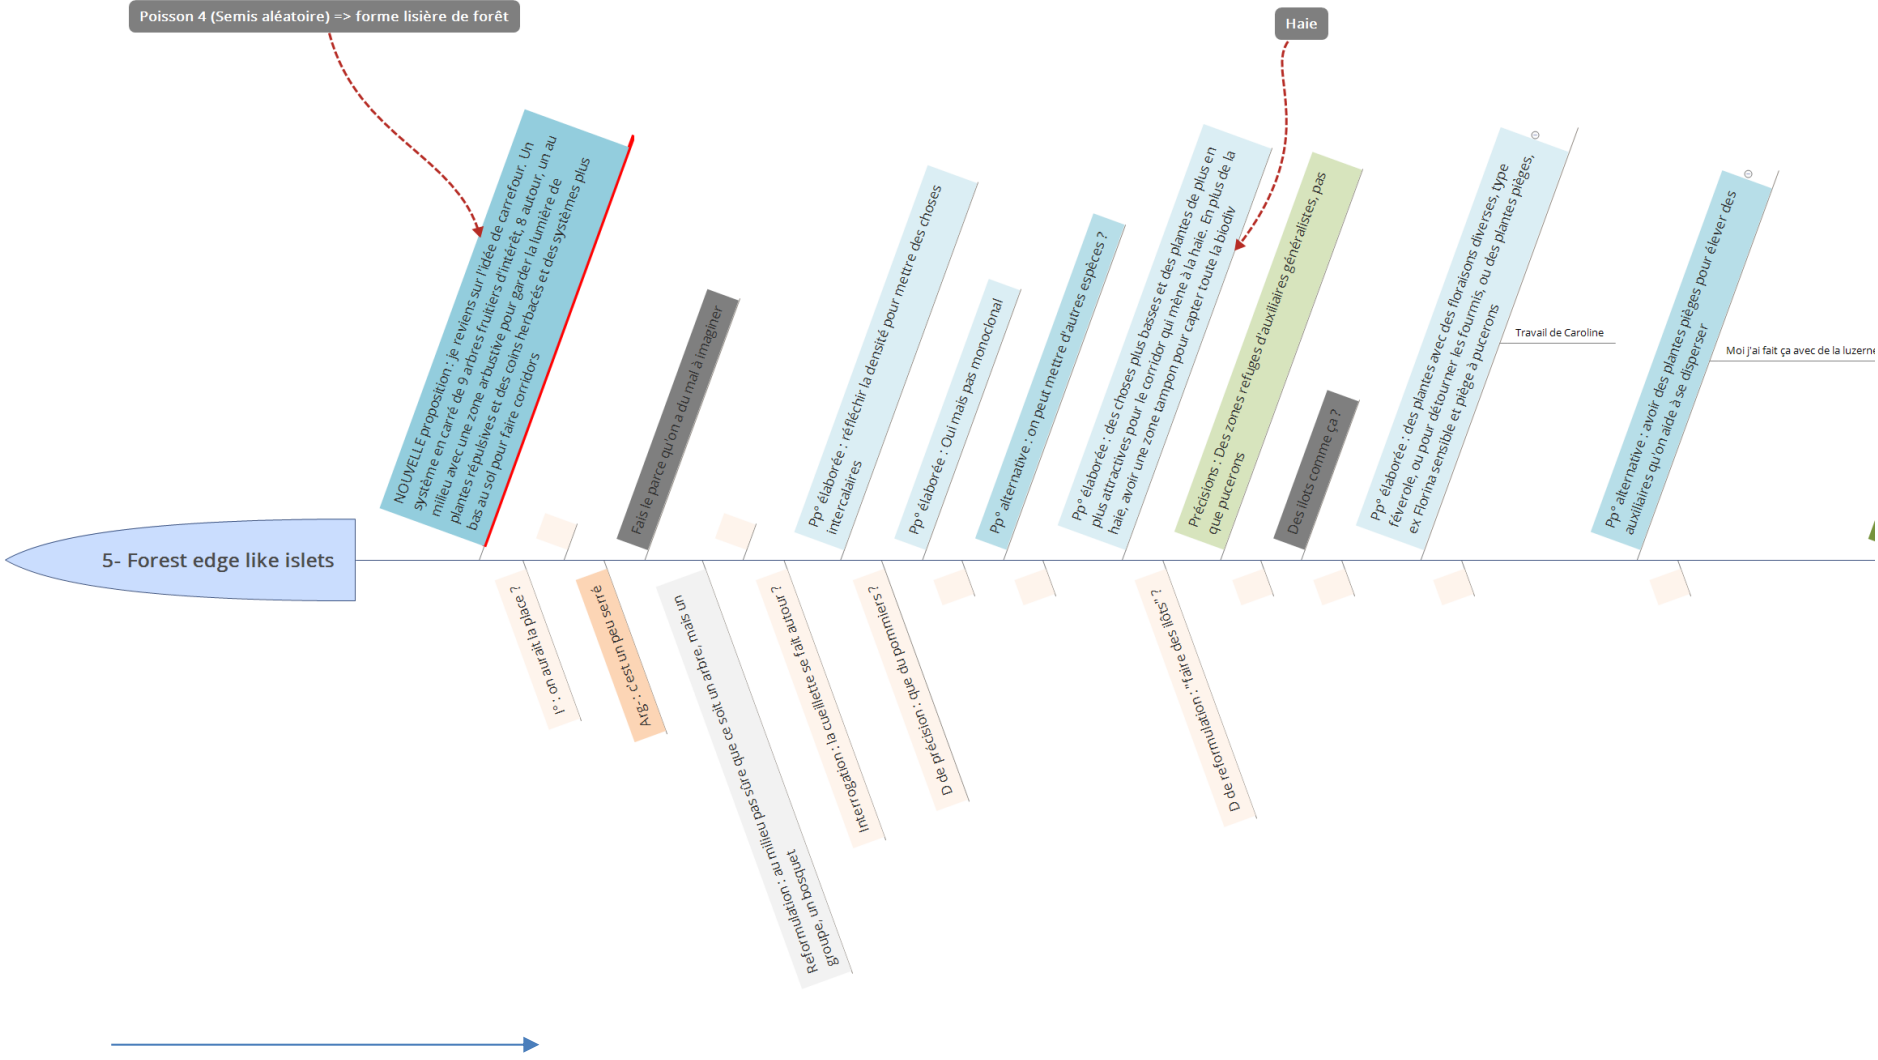 Poisson 4 (Semis aléatoire) => forme lisière de forêt
Haie
5- Forest edge like islets
NOUVELLE proposition : je reviens sur l'idée de carrefour. Un
système en carré de 9 arbres fruitiers d'intérêt, 8 autour, un au
milieu avec une zone arbustive pour garder la lumière de
plantes répulsives et des coins herbacés et des systèmes plus
bas au sol pour faire corridors
Fais le parce qu'on a du mal à imaginer
Pp° élaborée : réfléchir la densité pour mettre des choses
intercalaires
Pp° élaborée : Oui mais pas monoclonal
Pp° alternative : on peut mettre d'autres espèces ?
Pp° élaborée : des choses plus basses et des plantes de plus en
plus attractives pour le corridor qui mène à la haie. En plus de la
haie, avoir une zone tampon pour capter toute la biodiv
Précisions : Des zones refuges d'auxiliaires généralistes, pas
que pucerons
Des ilots comme ça ?
Pp° élaborée : des plantes avec des floraisons diverses, type
féverole, ou pour détourner les fourmis, ou des plantes pièges,
ex Florina sensible et piège à pucerons
Travail de Caroline
Pp° alternative : avoir des plantes pièges pour élever des
auxiliaires qu'on aide à se disperser
Moi j'ai fait ça avec de la luzerne
I° : on aurait la place ?
Arg- : c'est un peu serré
Reformulation : au milieu pas sûre que ce soit un arbre, mais un
groupe, un bosquet
Interrogation : la cueillette se fait autour ?
D de précision : que du pommiers ?
D de reformulation : "faire des ilôts" ?